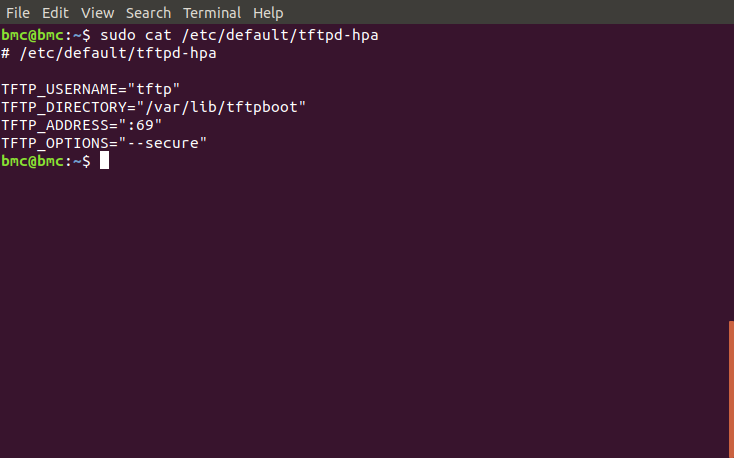 File Edit View Search Terminal Help
bmc@bmc:~$ sudo cat /etc/default/tftpd-hpa
# /etc/default/tftpd-hpa
TFTP_USERNAME="tftp"
TFTP_DIRECTORY="/var/lib/tftpboot"
TFTP_ADDRESS=":69"
TFTP_OPTIONS="--secure"
bmc@bmc:~$